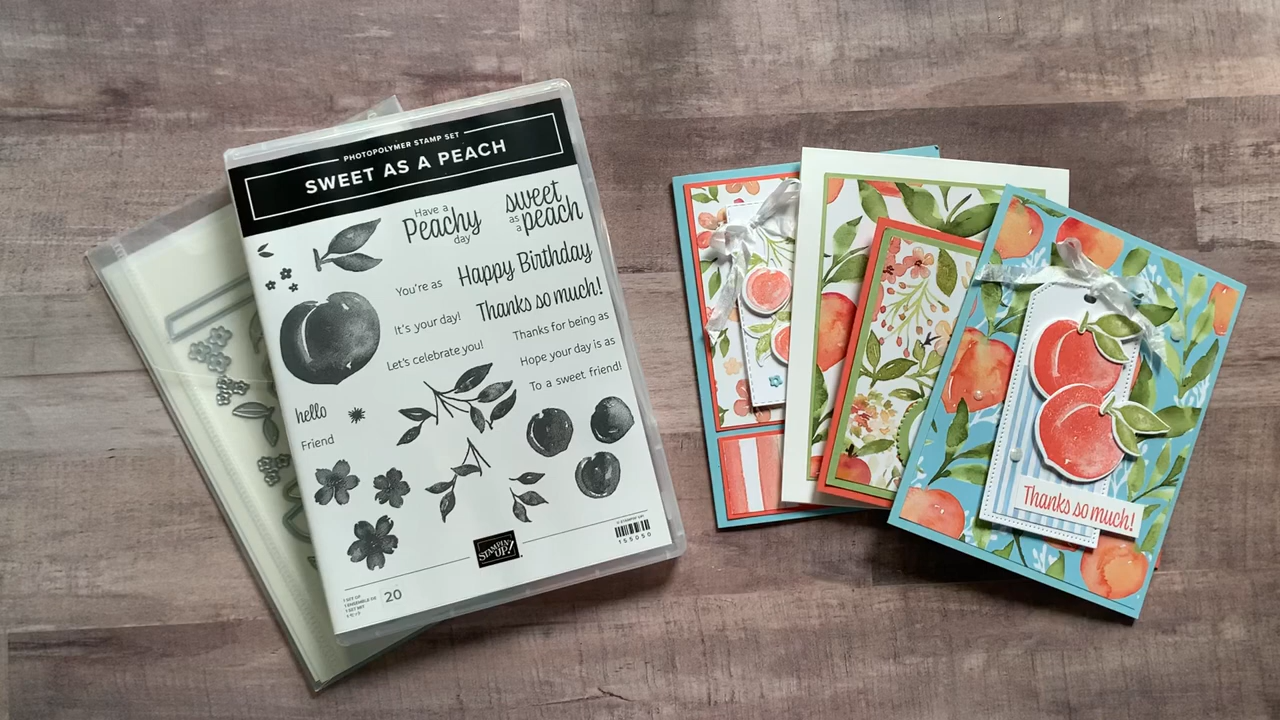 PHOTOPOLYMER STAMP SET
SWEET AS A PEACH
Have a
Peachy
day
sweet
as a
peach
You're as
Happy Birthday
It's your day!
Thanks so much!
Let's celebrate you!
Thanks for being as
Hope your day is as
To a sweet friend!
hello
Friend
STAMPIN' UP!
155050
20
Thanks so much!